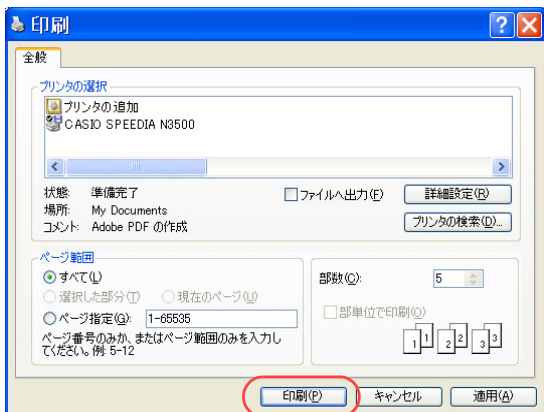 印刷
全般
プリンタの選択
プリンタの追加
CASIO SPEEDIA N3500
状態: 準備完了
場所: My Documents
コメント: Adobe PDF の作成
ファイルへ出力(F)
詳細設定(R)
プリンタの検索(D)...
ページ範囲
すべて(L)
選択した部分(T) 現在のページ(U)
ページ指定(G): 1-65535
ページ番号のみか、またはページ範囲のみを入力し
てください。例: 5-12
部数(C): 5
部単位で印刷(O)
1 1 2 2 3 3
印刷(P) キャンセル 適用(A)